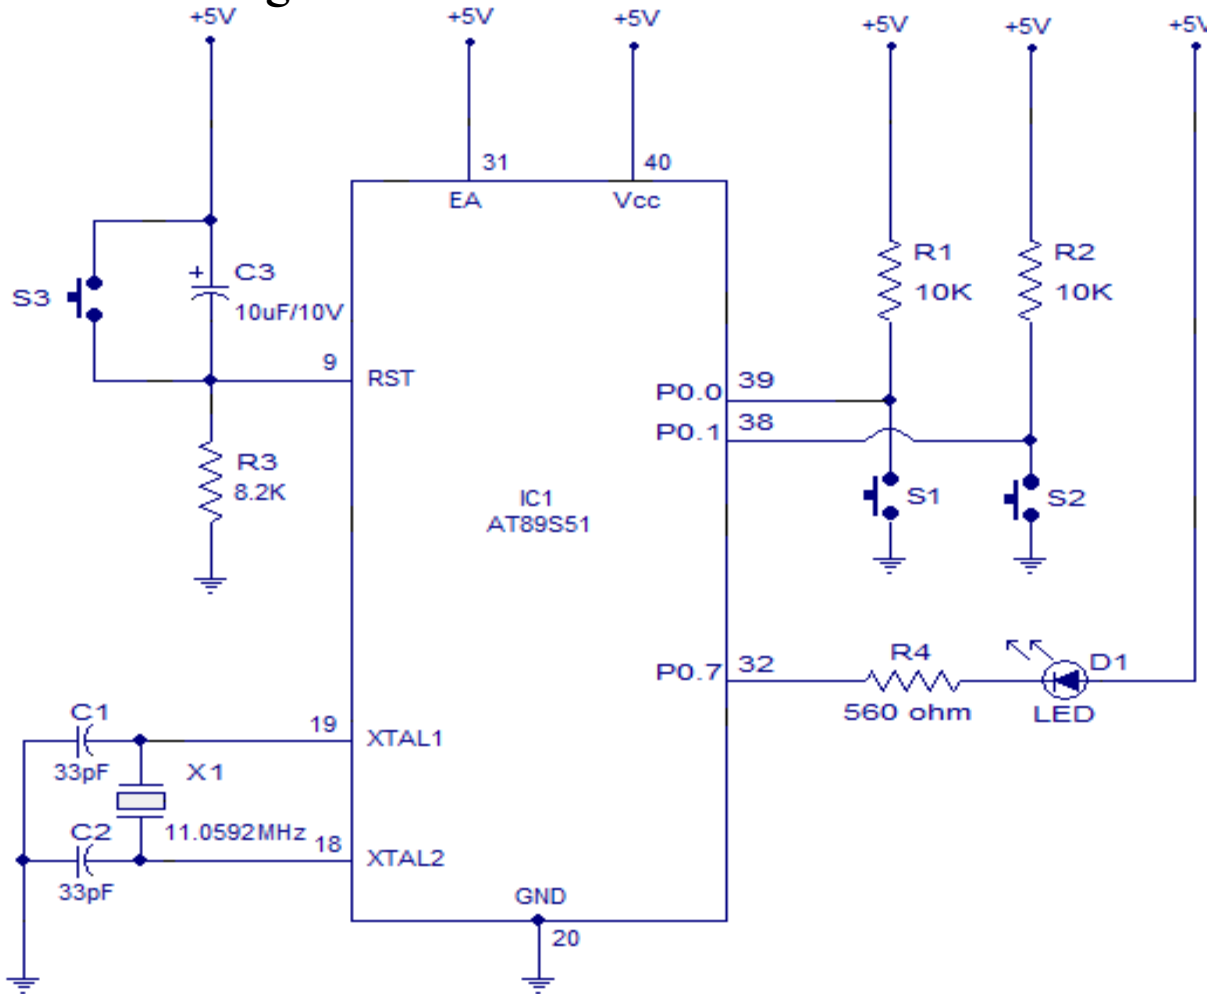 g
+5V
+5V
+5V
+5V
+5V
+5V
31
40
EA
Vcc
R1
10K
R2
10K
S3
+
C3
10uF/10V
9
RST
P0.0
39
P0.1
38
R3
8.2K
IC1
AT89S51
S1
S2
P0.7
32
R4
560 ohm
D1
LED
C1
33pF
19
XTAL1
X1
11.0592MHz
C2
33pF
18
XTAL2
GND
20